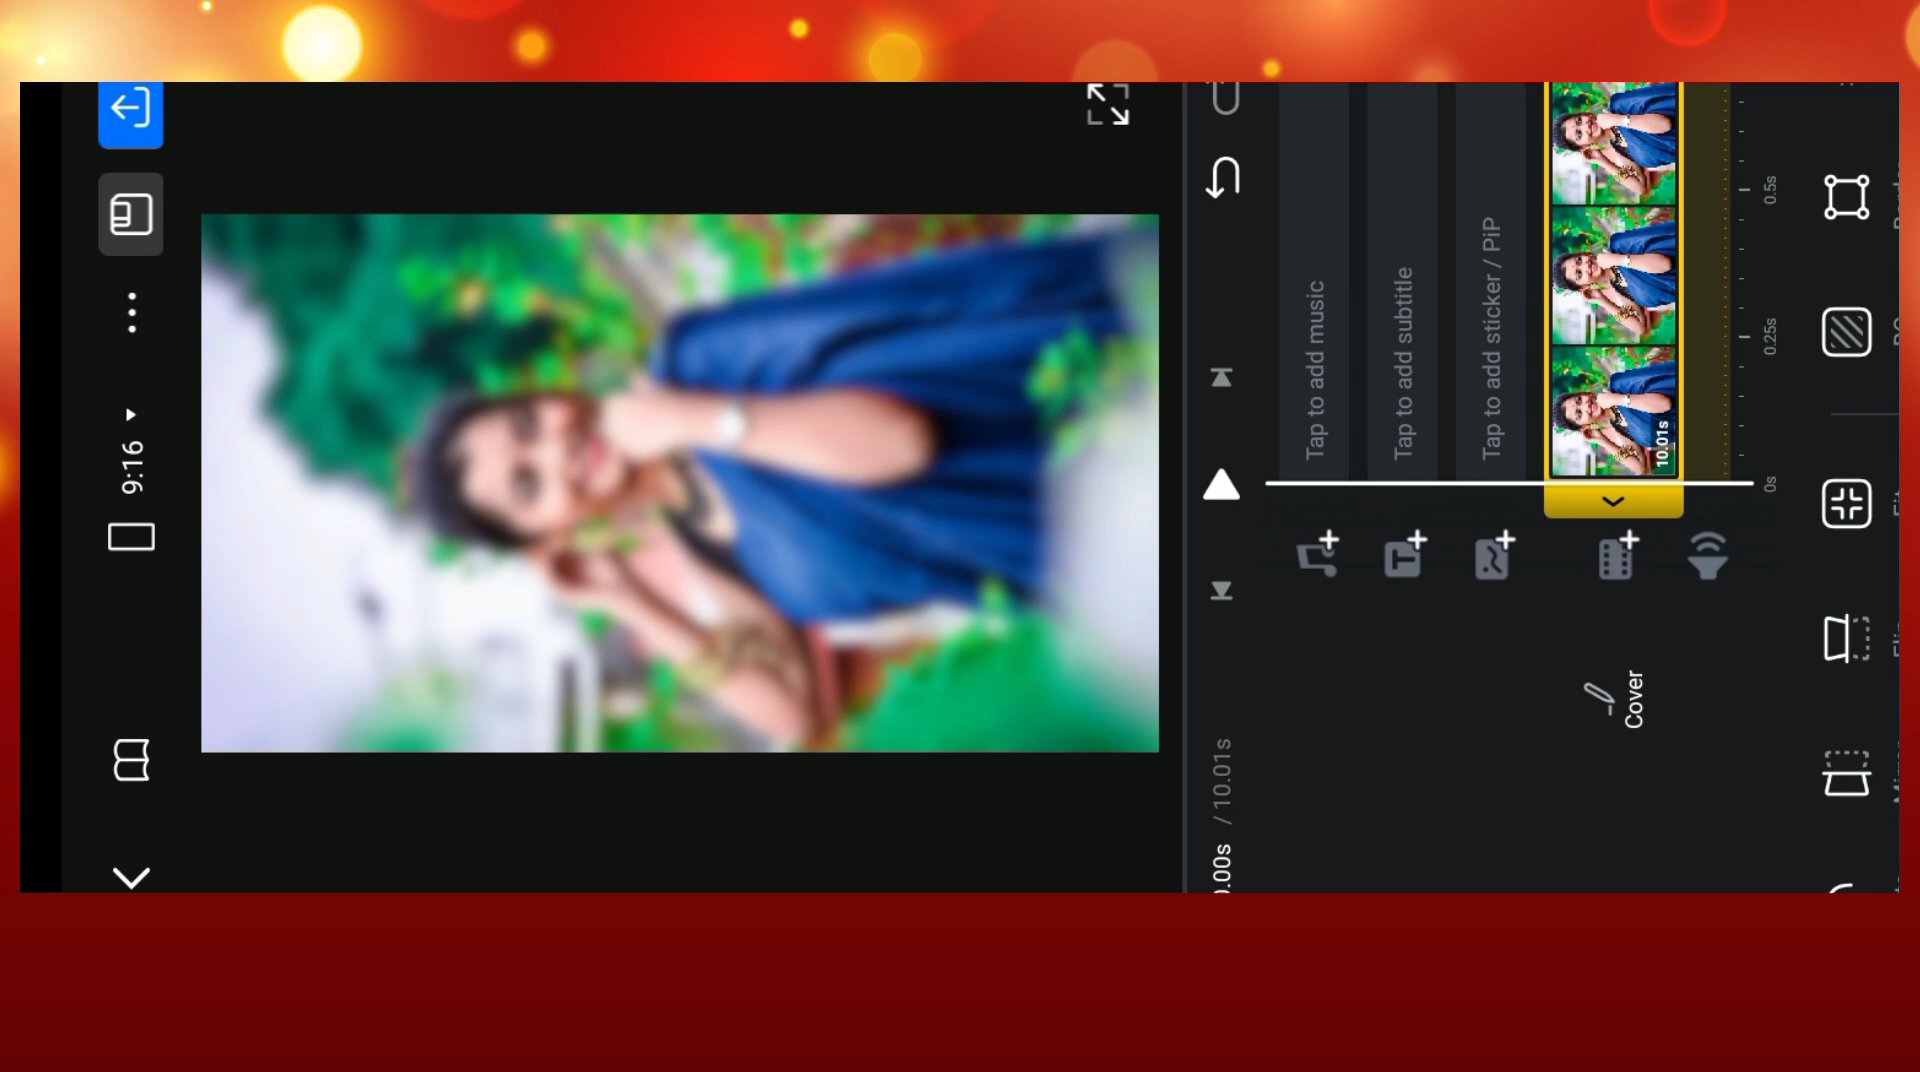 9:16
.00s / 10.01s
Tap to add music
Tap to add subtitle
Tap to add sticker / PiP
Cover
10.01s
0s
0.25s
0.5s